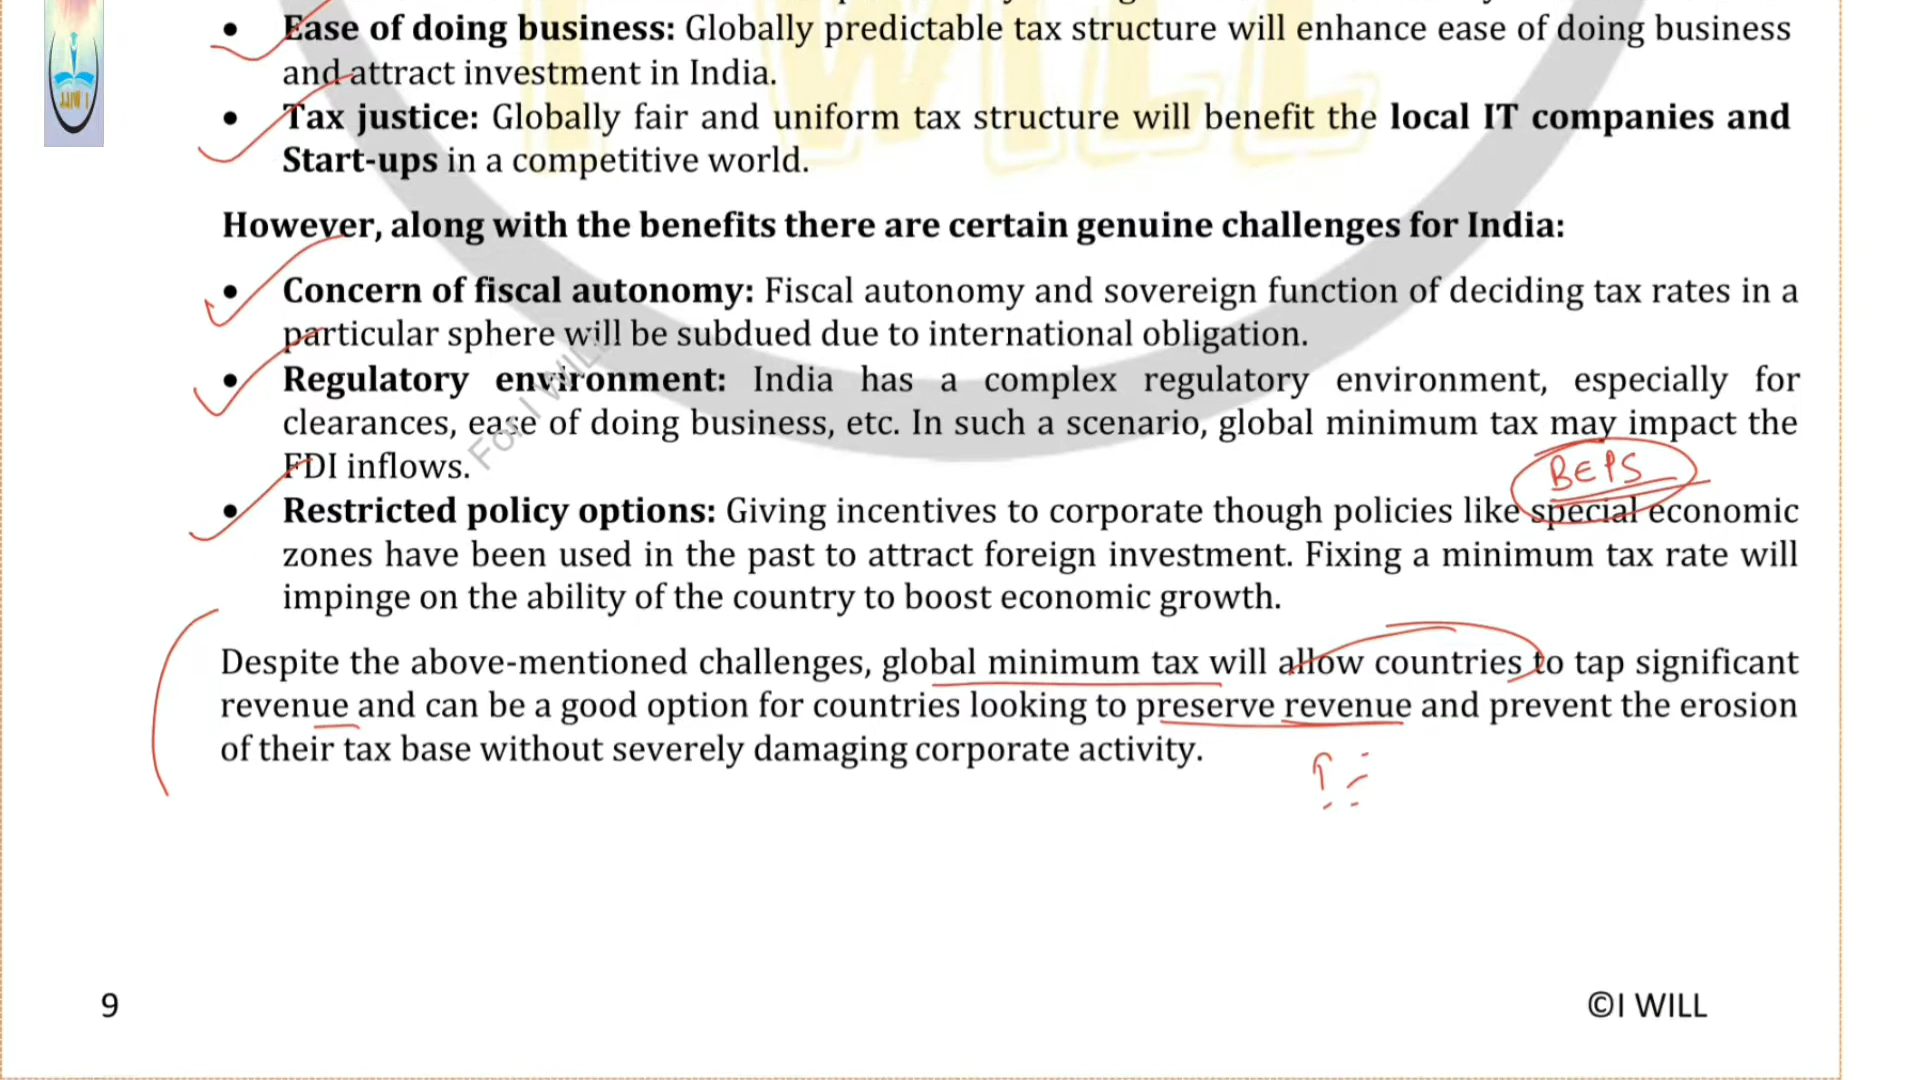 • Ease of doing business: Globally predictable tax structure will enhance ease of doing business
and attract investment in India.
• Tax justice: Globally fair and uniform tax structure will benefit the local IT companies and
Start-ups in a competitive world.
However, along with the benefits there are certain genuine challenges for India:
• Concern of fiscal autonomy: Fiscal autonomy and sovereign function of deciding tax rates in a
particular sphere will be subdued due to international obligation.
• Regulatory environment: India has a complex regulatory environment, especially for
clearances, ease of doing business, etc. In such a scenario, global minimum tax may impact the
FDI inflows.
BEPS
• Restricted policy options: Giving incentives to corporate though policies like special economic
zones have been used in the past to attract foreign investment. Fixing a minimum tax rate will
impinge on the ability of the country to boost economic growth.
Despite the above-mentioned challenges, global minimum tax will allow countries to tap significant
revenue and can be a good option for countries looking to preserve revenue and prevent the erosion
of their tax base without severely damaging corporate activity.
For I WILL
I WILL
9
©I WILL